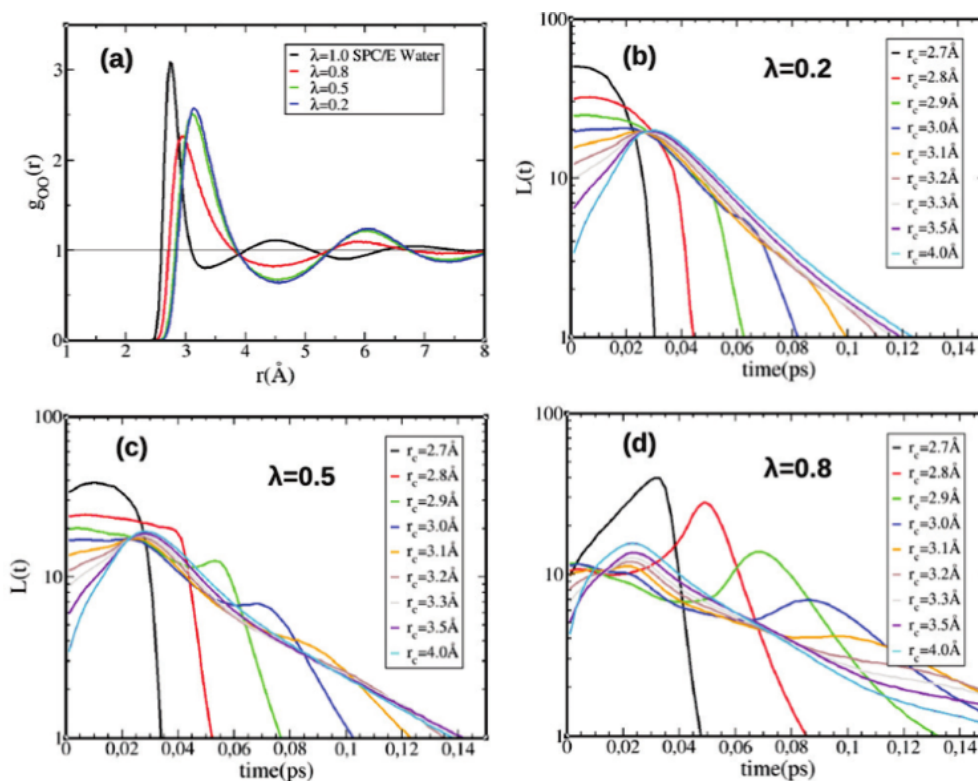 (a)
λ=1.0 SPC/E Water
λ=0.8
λ=0.5
λ=0.2
g_OO(r)
3
2
1
0
1 2 3 4 5 6 7 8
r(Å)
(b)
λ=0.2
r_c=2.7Å
r_c=2.8Å
r_c=2.9Å
r_c=3.0Å
r_c=3.1Å
r_c=3.2Å
r_c=3.3Å
r_c=3.5Å
r_c=4.0Å
L(t)
100
10
1
0 0,02 0,04 0,06 0,08 0,1 0,12 0,14
time(ps)
(c)
λ=0.5
r_c=2.7Å
r_c=2.8Å
r_c=2.9Å
r_c=3.0Å
r_c=3.1Å
r_c=3.2Å
r_c=3.3Å
r_c=3.5Å
r_c=4.0Å
L(t)
100
10
1
0 0,02 0,04 0,06 0,08 0,1 0,12 0,14
time(ps)
(d)
λ=0.8
r_c=2.7Å
r_c=2.8Å
r_c=2.9Å
r_c=3.0Å
r_c=3.1Å
r_c=3.2Å
r_c=3.3Å
r_c=3.5Å
r_c=4.0Å
100
10
1
0 0,02 0,04 0,06 0,08 0,1 0,12 0,14
time(ps)